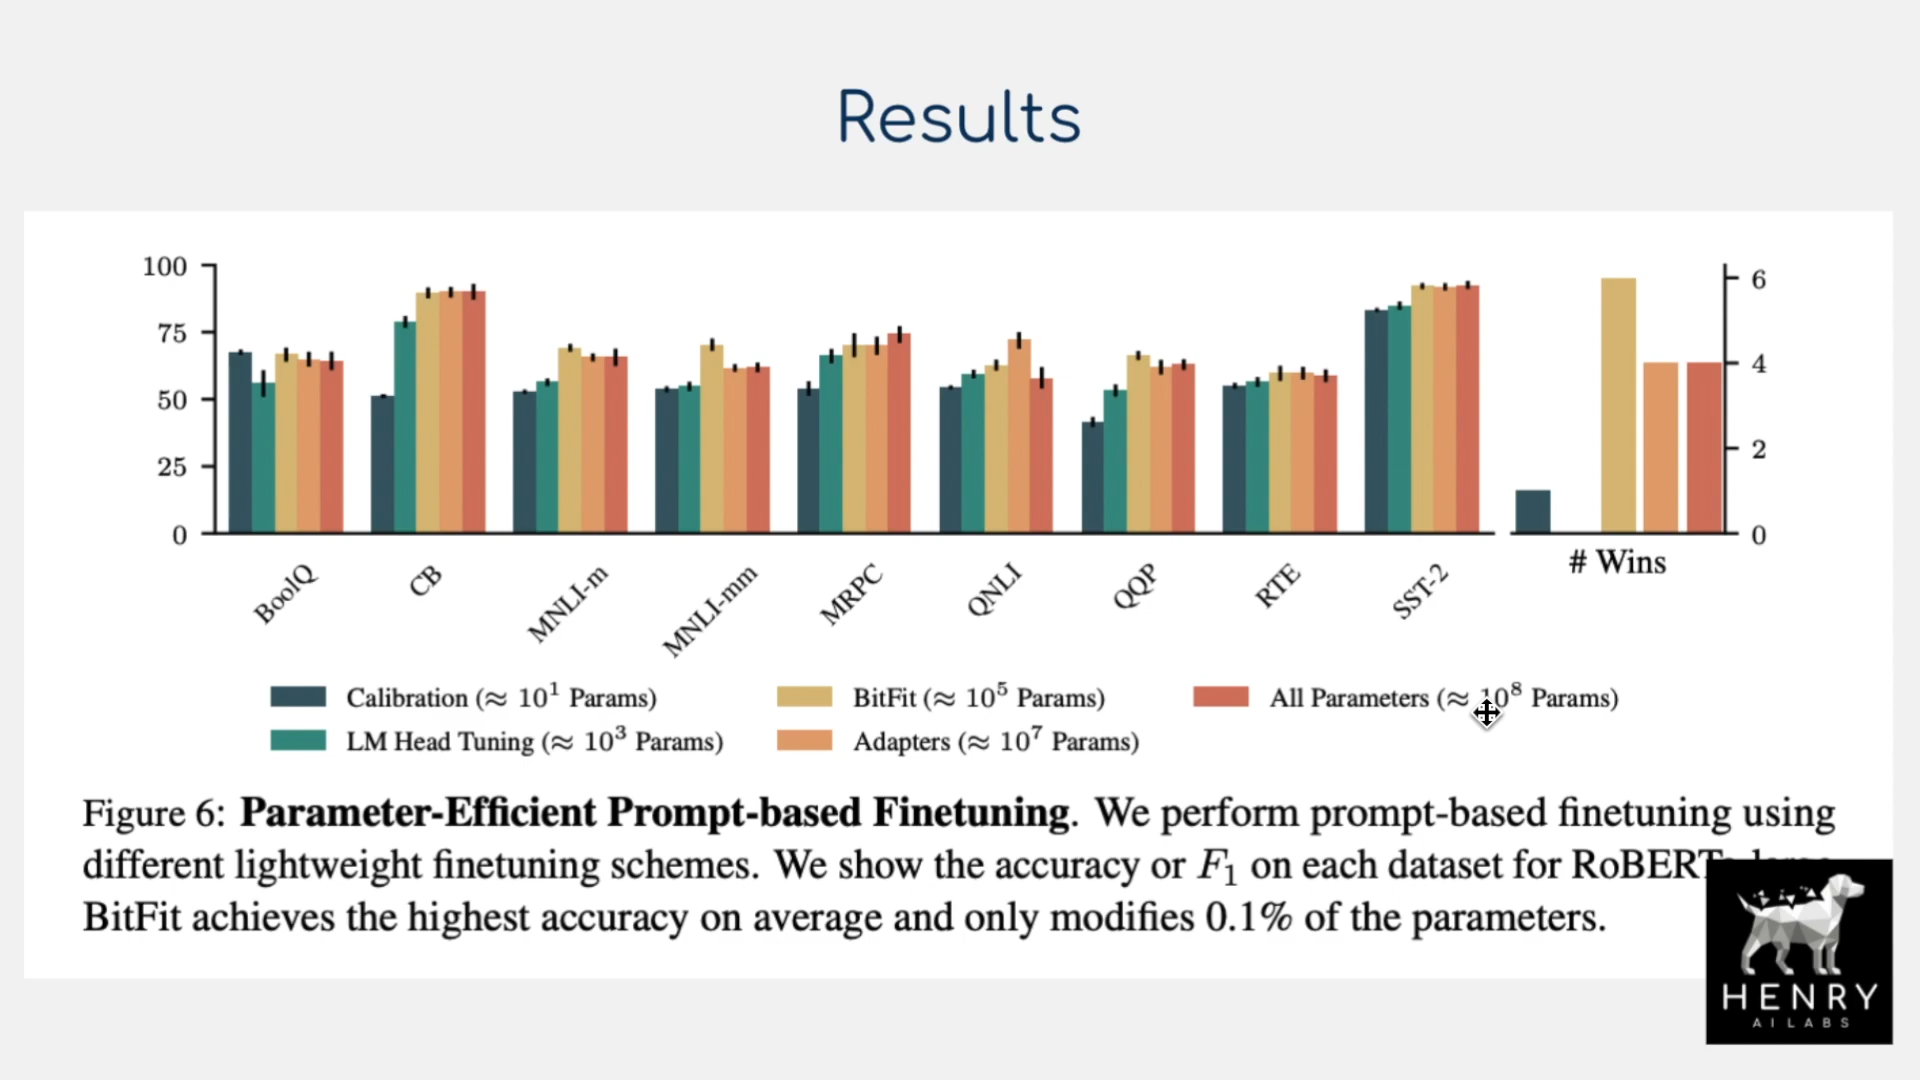 Results
100
75
50
25
0
6
4
2
0
BoolQ
CB
MNLI-m
MNLI-mm
MRPC
QNLI
QQP
RTE
SST-2
# Wins
Calibration (≈ 10¹ Params)
BitFit (≈ 10⁵ Params)
All Parameters (≈ 10⁸ Params)
LM Head Tuning (≈ 10³ Params)
Adapters (≈ 10⁷ Params)
Figure 6: Parameter-Efficient Prompt-based Finetuning. We perform prompt-based finetuning using
different lightweight finetuning schemes. We show the accuracy or F₁ on each dataset for
BitFit achieves the highest accuracy on average and only modifies 0.1% of the parameters.
HENRY
AI LABS